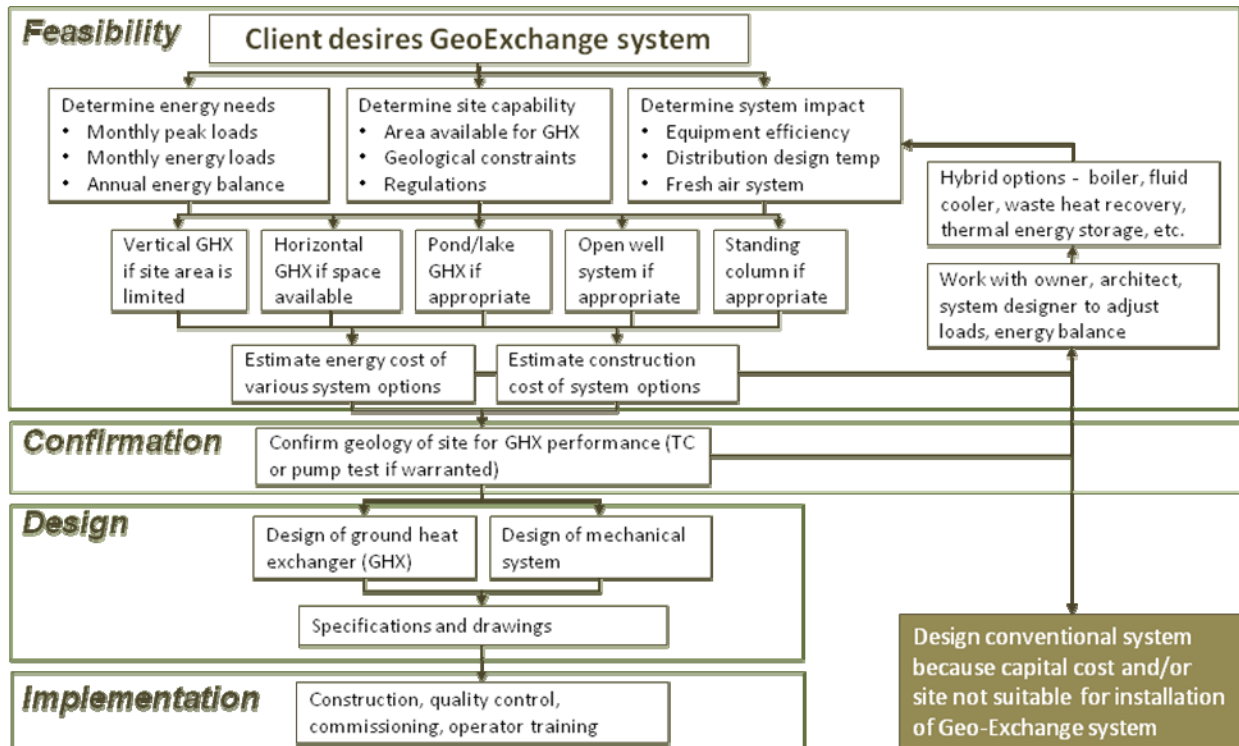 Feasibility
Client desires GeoExchange system
Determine energy needs
• Monthly peak loads
• Monthly energy loads
• Annual energy balance
Determine site capability
• Area available for GHX
• Geological constraints
• Regulations
Determine system impact
• Equipment efficiency
• Distribution design temp
• Fresh air system
Hybrid options - boiler, fluid
cooler, waste heat recovery,
thermal energy storage, etc.
Vertical GHX
if site area is
limited
Horizontal
GHX if space
available
Pond/lake
GHX if
appropriate
Open well
system if
appropriate
Standing
column if
appropriate
Work with owner, architect,
system designer to adjust
loads, energy balance
Estimate energy cost of
various system options
Estimate construction
cost of system options
Confirmation
Confirm geology of site for GHX performance (TC
or pump test if warranted)
Design
Design of ground heat
exchanger (GHX)
Design of mechanical
system
Specifications and drawings
Design conventional system
because capital cost and/or
site not suitable for installation
of Geo-Exchange system
Implementation
Construction, quality control,
commissioning, operator training